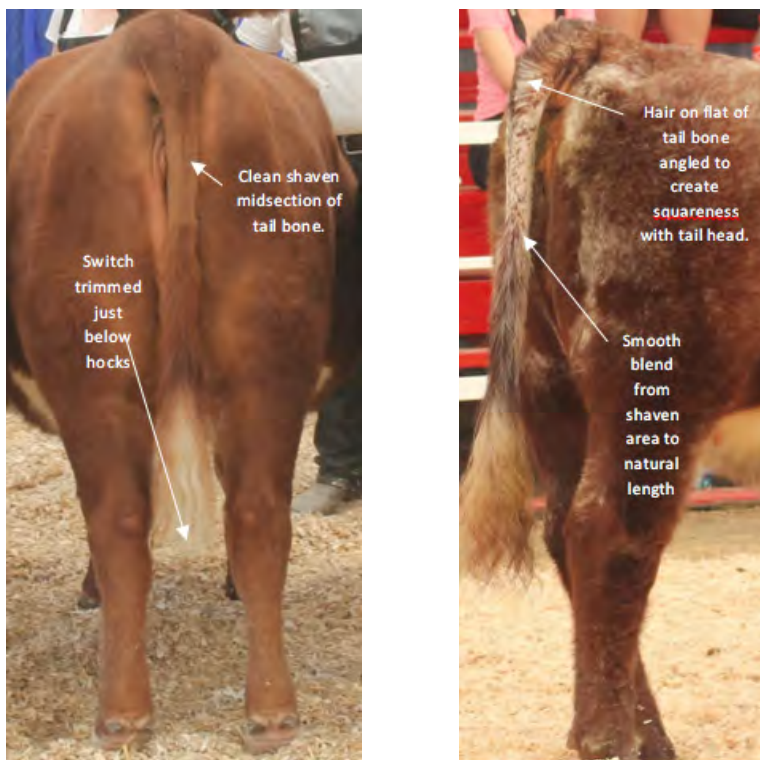 Clean shaven
midsection of
tail bone.
Switch
trimmed
just
below
hocks
Hair on flat of
tail bone
angled to
create
squareness
with tail head.
Smooth
blend
from
shaven
area to
natural
length